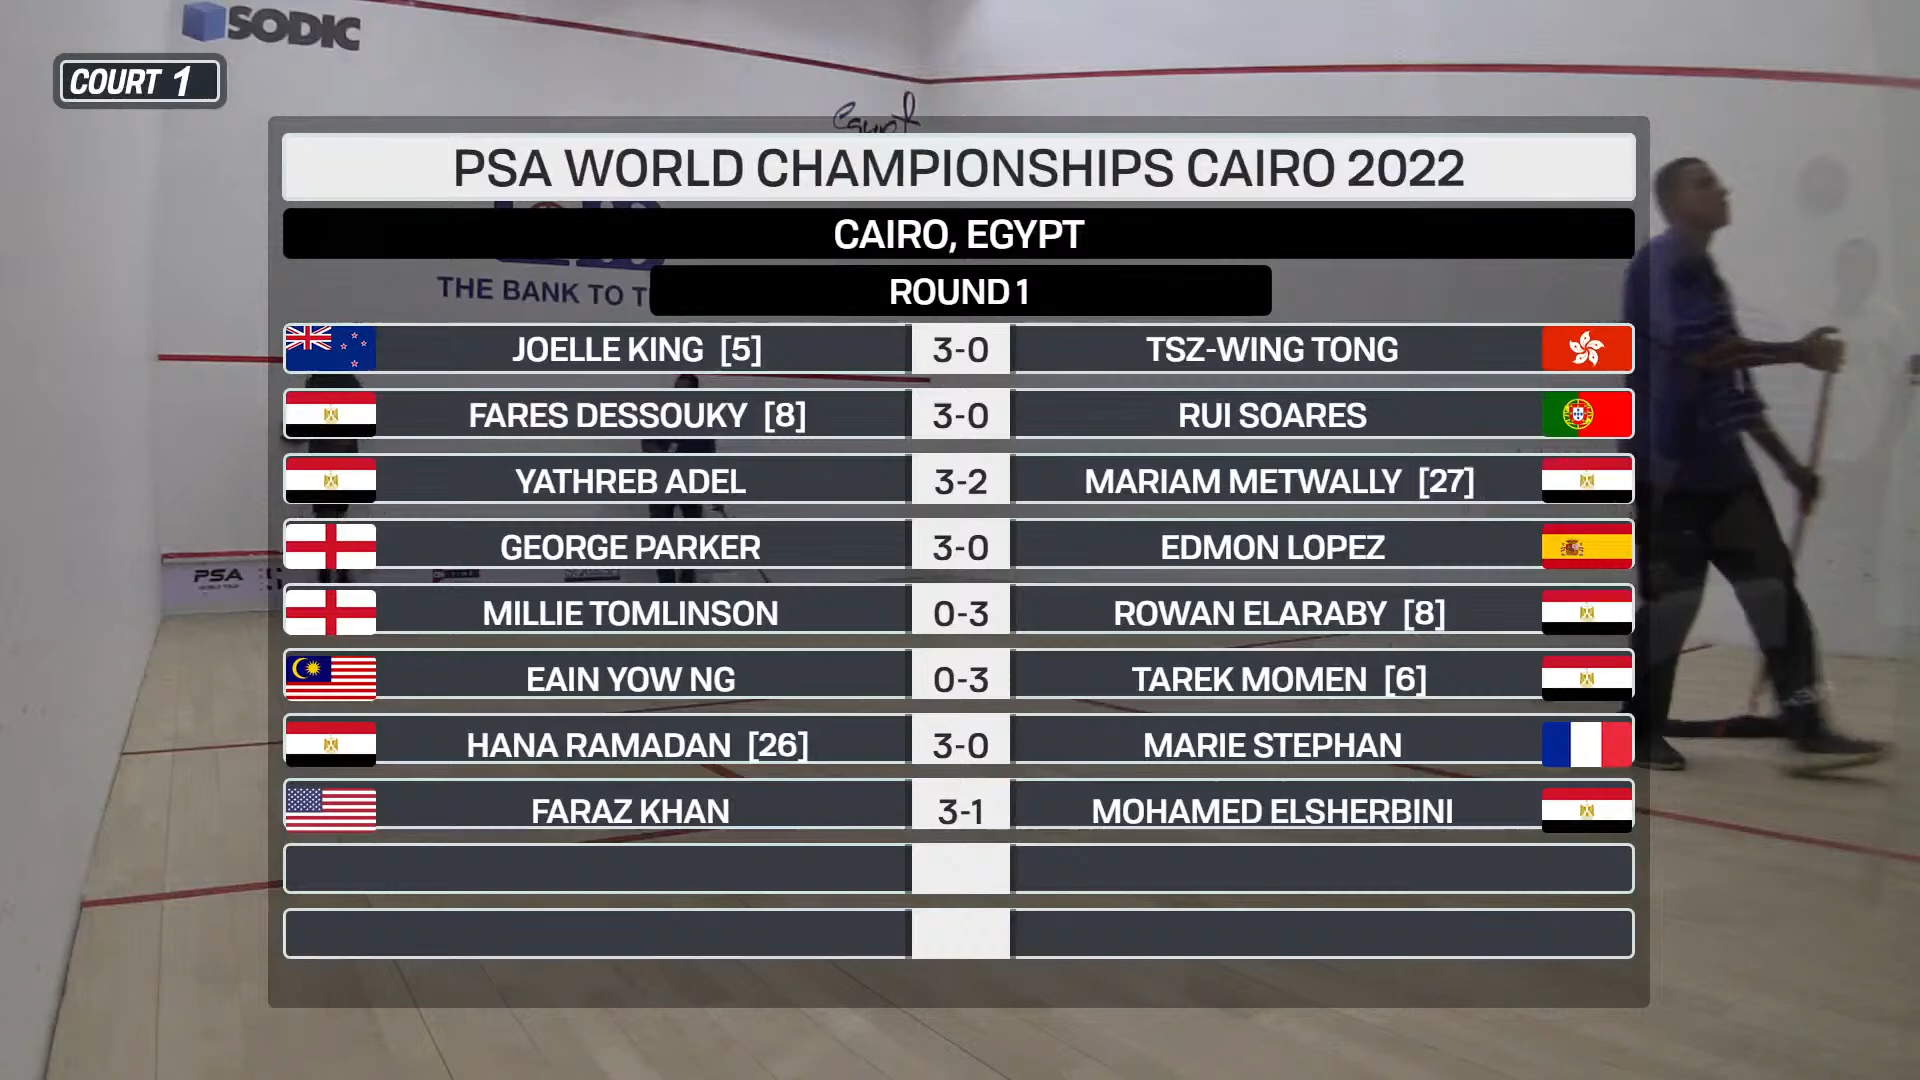 SODIC
COURT 1
Egypt
PSA WORLD CHAMPIONSHIPS CAIRO 2022
CAIRO, EGYPT
THE BANK TO T
ROUND 1
JOELLE KING [5] 3-0 TSZ-WING TONG
FARES DESSOUKY [8] 3-0 RUI SOARES
YATHREB ADEL 3-2 MARIAM METWALLY [27]
GEORGE PARKER 3-0 EDMON LOPEZ
PSA
MILLIE TOMLINSON 0-3 ROWAN ELARABY [8]
EAIN YOW NG 0-3 TAREK MOMEN [6]
HANA RAMADAN [26] 3-0 MARIE STEPHAN
FARAZ KHAN 3-1 MOHAMED ELSHERBINI